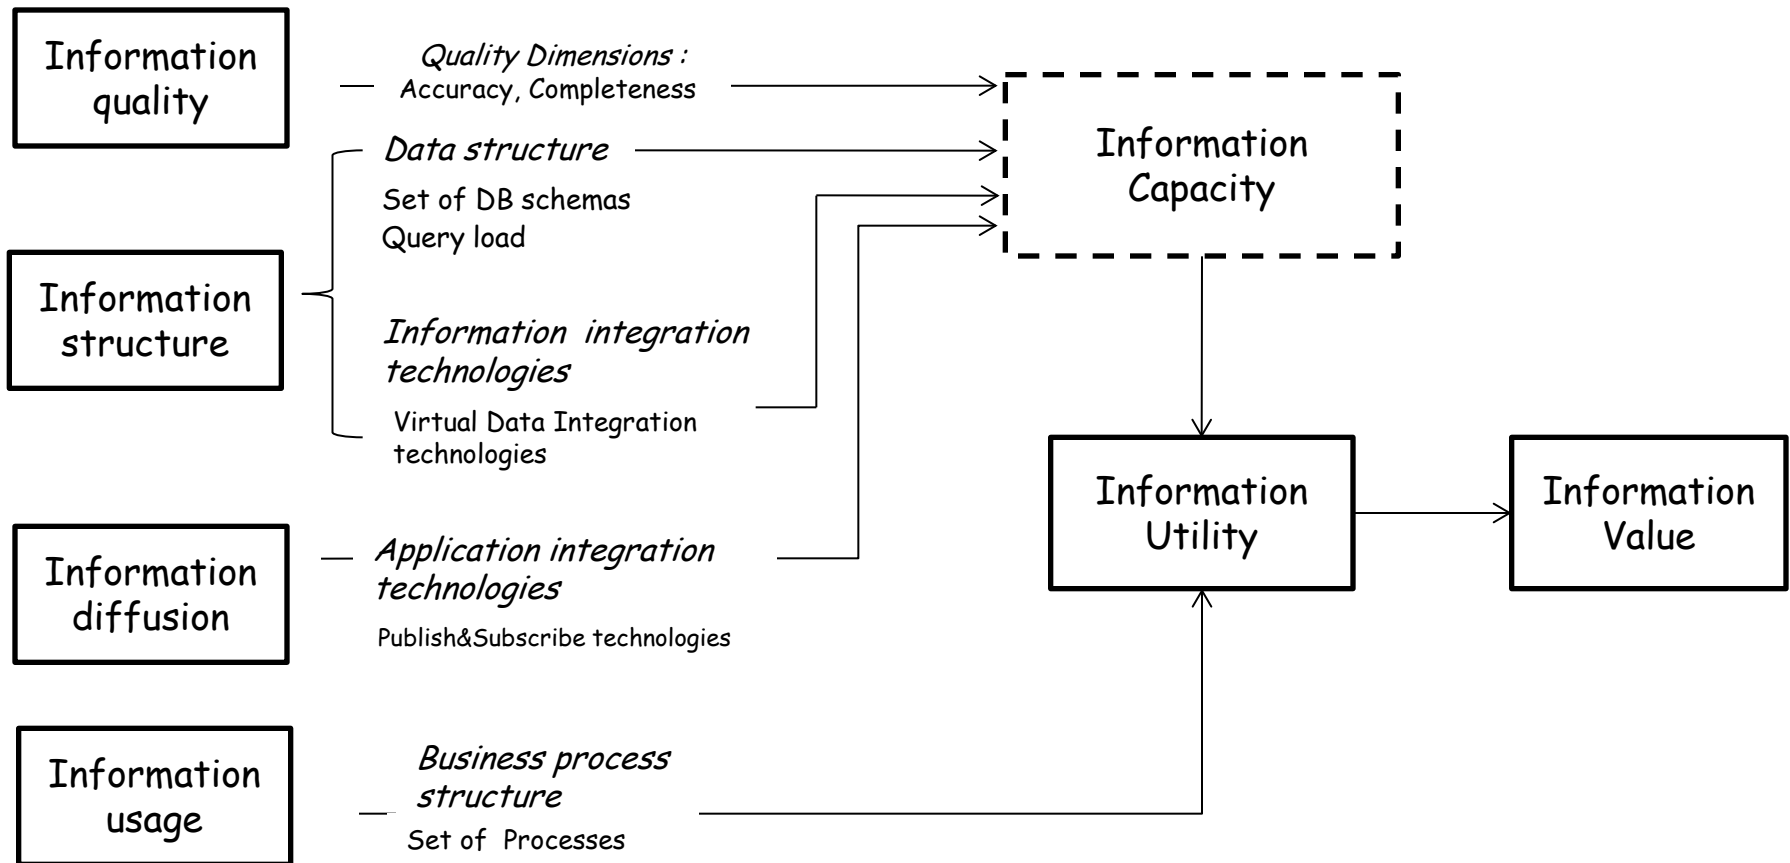 Information
quality
Quality Dimensions :
Accuracy, Completeness
Data structure
Set of DB schemas
Query load
Information
structure
Information integration
technologies
Virtual Data Integration
technologies
Information
diffusion
Application integration
technologies
Publish&Subscribe technologies
Information
usage
Business process
structure
Set of Processes
Information
Capacity
Information
Utility
Information
Value